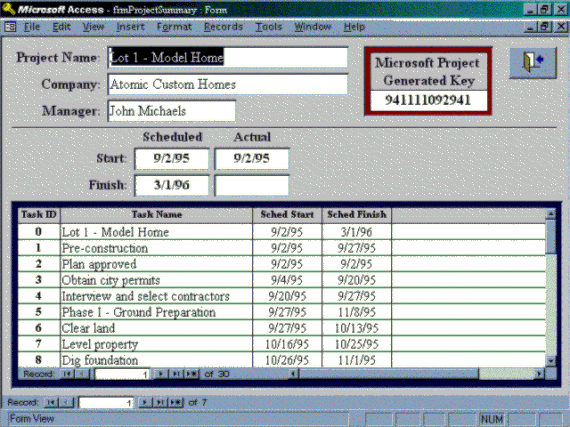 Microsoft Access - frmProjectSummary : Form
File Edit View Insert Format Records Tools Window Help
Project Name: Lot 1 - Model Home
Company: Atomic Custom Homes
Manager: John Michaels
Microsoft Project
Generated Key
941111092941
Scheduled Actual
Start: 9/2/95 9/2/95
Finish: 3/1/96
Task ID Task Name Sched Start Sched Finish
0 Lot 1 - Model Home 9/2/95 3/1/96
1 Pre-construction 9/2/95 9/27/95
2 Plan approved 9/2/95 9/2/95
3 Obtain city permits 9/4/95 9/20/95
4 Interview and select contractors 9/20/95 9/27/95
5 Phase 1 - Ground Preparation 9/27/95 11/8/95
6 Clear land 9/27/95 10/13/95
7 Level property 10/16/95 10/25/95
8 Dig foundation 10/26/95 11/1/95
Record: 1 of 30
Record: 1 of 7
Form View NUM